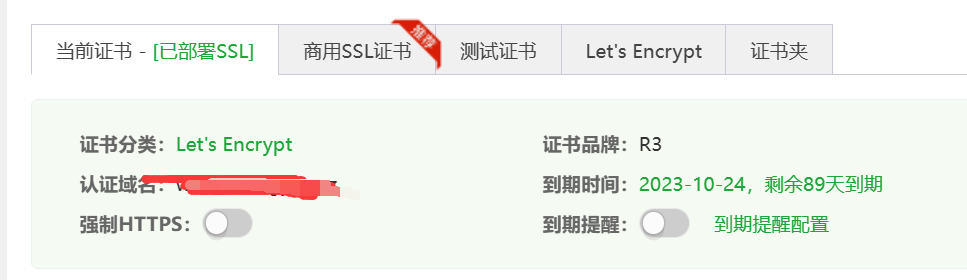 当前证书 - [已部署SSL] 商用SSL证书 推荐 测试证书 Let's Encrypt 证书夹
证书分类: Let's Encrypt 证书品牌: R3
认证域名: 到期时间: 2023-10-24，剩余89天到期
强制HTTPS: 到期提醒: 到期提醒配置